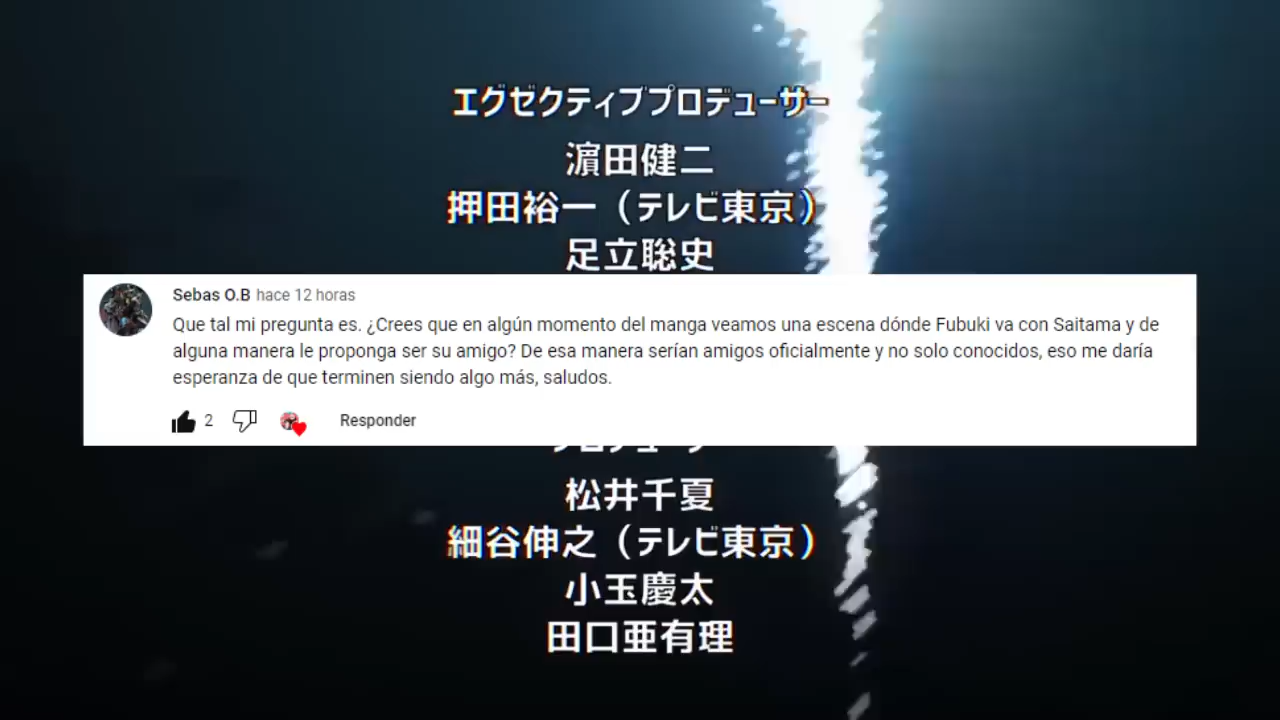 エグゼクティブプロデューサー
濵田健二
押田裕一（テレビ東京）
足立聡史
Sebas O.B hace 12 horas
Que tal mi pregunta es. ¿Crees que en algún momento del manga veamos una escena dónde Fubuki va con Saitama y de
alguna manera le proponga ser su amigo? De esa manera serían amigos oficialmente y no solo conocidos, eso me daría
esperanza de que terminen siendo algo más, saludos.
2
Responder
松井千夏
細谷伸之（テレビ東京）
小玉慶太
田口亜有理